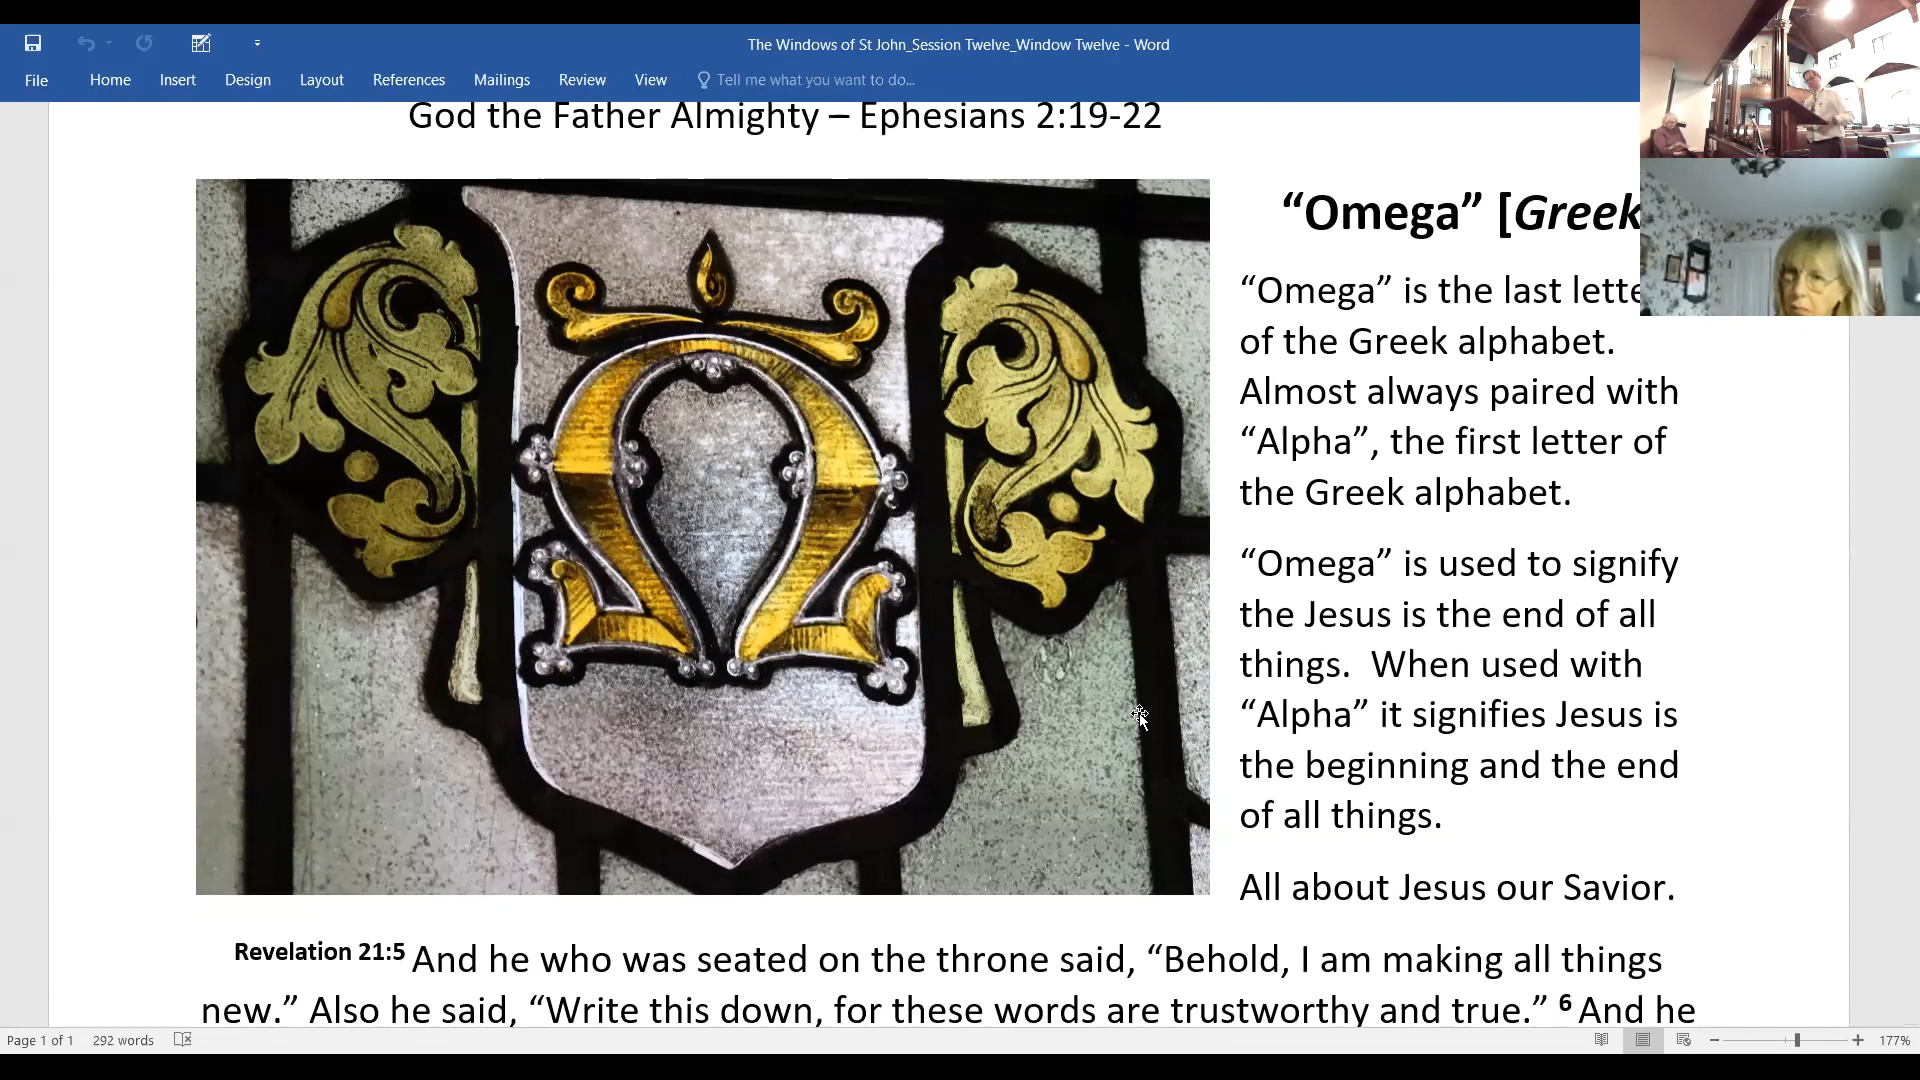 The Windows of St John_Session Twelve_Window Twelve - Word
File Home Insert Design Layout References Mailings Review View Tell me what you want to do...
God the Father Almighty – Ephesians 2:19-22
“Omega” [Greek
“Omega” is the last lette
of the Greek alphabet.
Almost always paired with
“Alpha”, the first letter of
the Greek alphabet.
“Omega” is used to signify
the Jesus is the end of all
things.  When used with
“Alpha” it signifies Jesus is
the beginning and the end
of all things.
All about Jesus our Savior.
Ω
Revelation 21:5 And he who was seated on the throne said, “Behold, I am making all things
new.” Also he said, “Write this down, for these words are trustworthy and true.” 6 And he
Page 1 of 1 292 words 177%